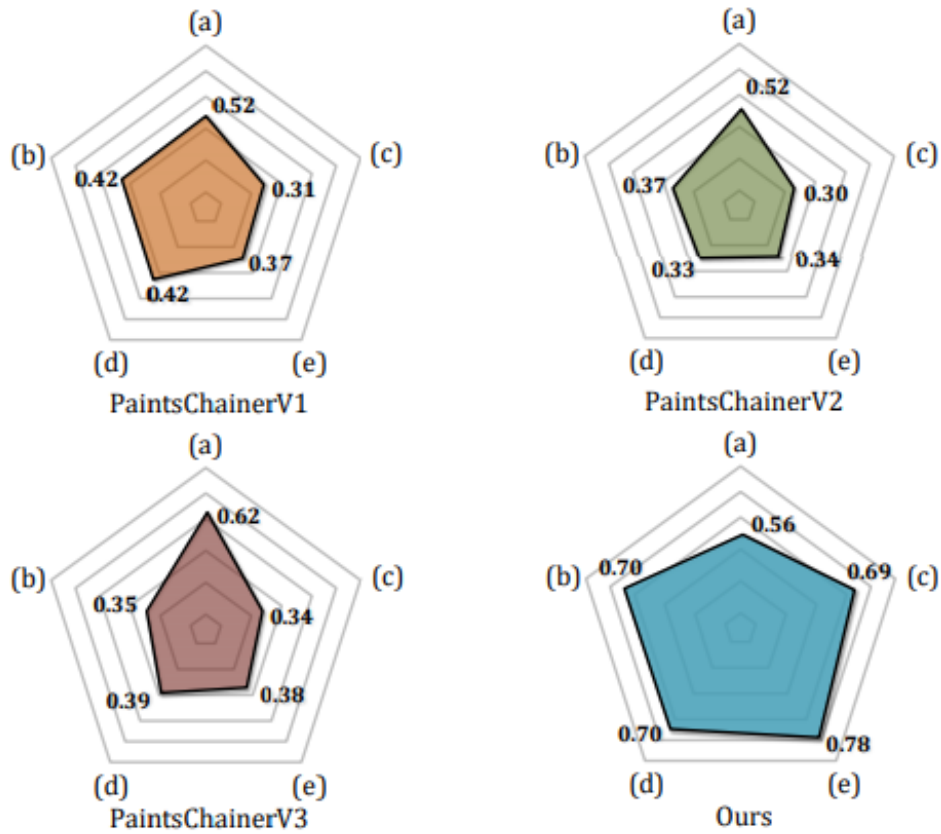 (a)
0.52
(b)
(c)
0.42
0.31
0.37
0.42
(d)
(e)
PaintsChainerV1
(a)
0.52
(b)
(c)
0.37
0.30
0.33
0.34
(d)
(e)
PaintsChainerV2
(a)
0.62
(b)
(c)
0.35
0.34
0.39
0.38
(d)
(e)
PaintsChainerV3
(a)
0.56
(b)
0.70
0.69
(c)
0.70
0.78
(d)
(e)
Ours